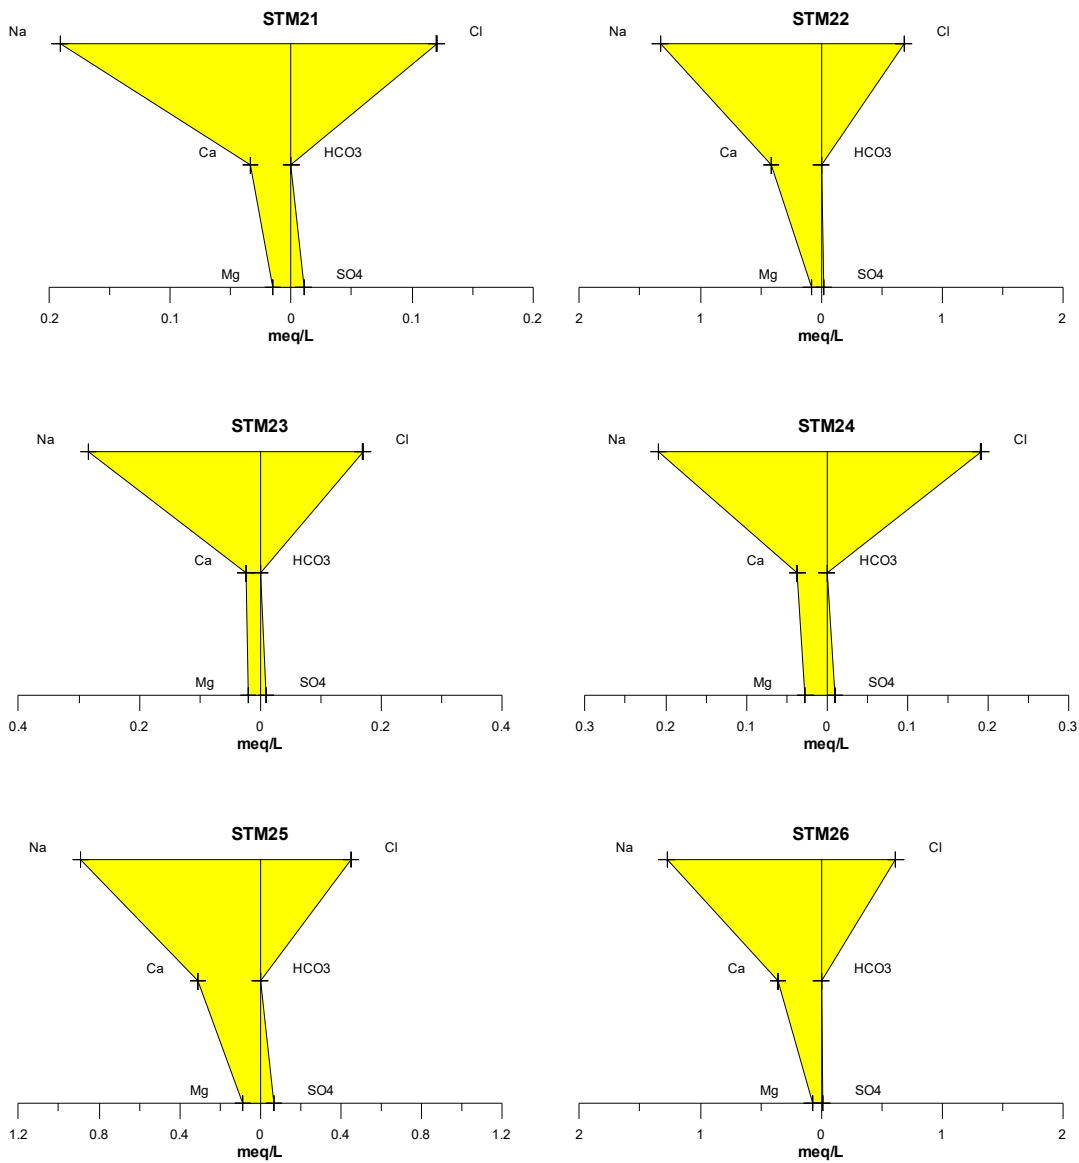 STM21
Na Cl
Ca HCO3
Mg SO4
0.2 0.1 0 0.1 0.2
meq/L
STM22
Na Cl
Ca HCO3
Mg SO4
2 1 0 1 2
meq/L
STM23
Na Cl
Ca HCO3
Mg SO4
0.4 0.2 0 0.2 0.4
meq/L
STM24
Na Cl
Ca HCO3
Mg SO4
0.3 0.2 0.1 0 0.1 0.2 0.3
meq/L
STM25
Na Cl
Ca HCO3
Mg SO4
1.2 0.8 0.4 0 0.4 0.8 1.2
meq/L
STM26
Na Cl
Ca HCO3
Mg SO4
2 1 0 1 2
meq/L